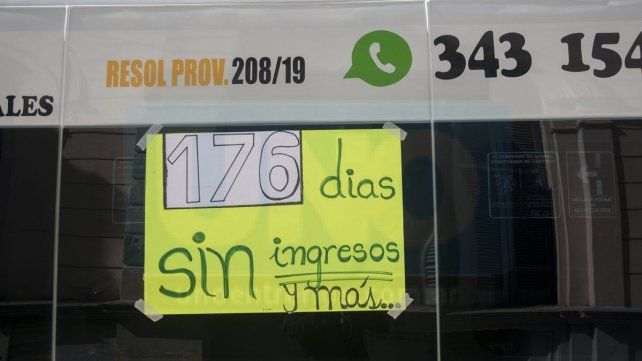 RESOL PROV. 208/19
343 154
ALES
176 dias
sin ingresos
y más...